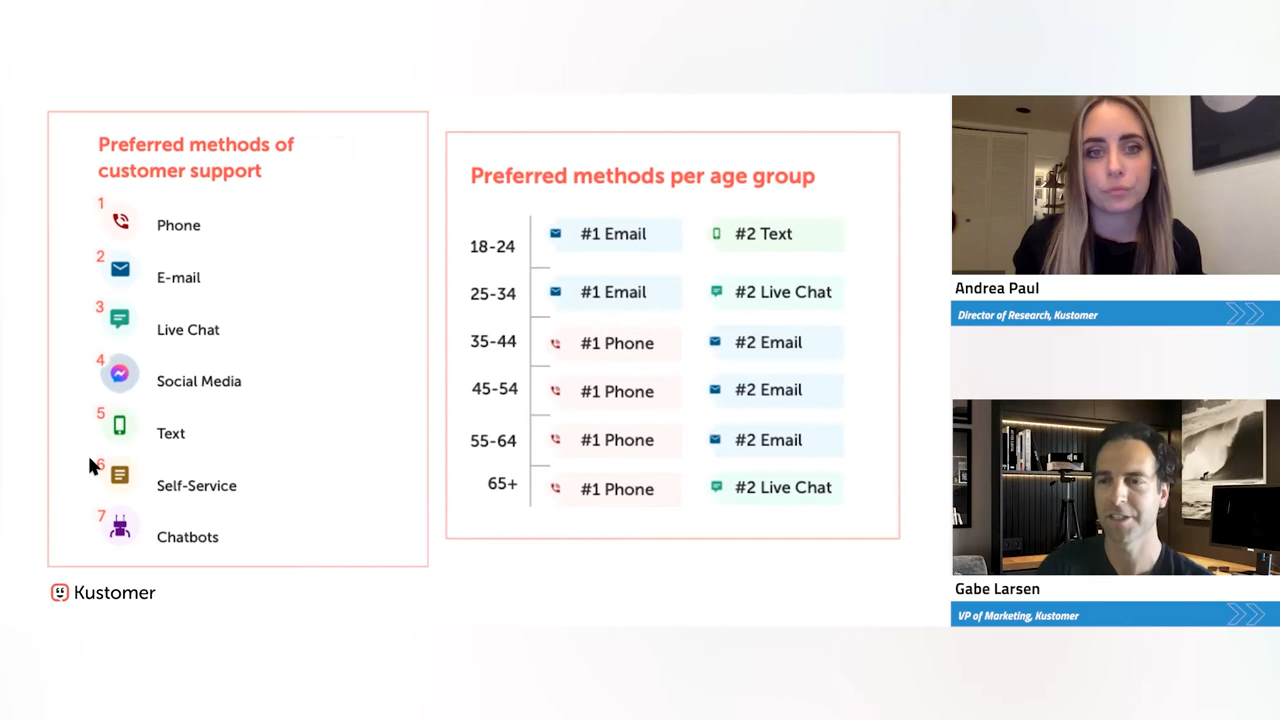 Preferred methods of
customer support
1
Phone
2
E-mail
3
Live Chat
4
Social Media
5
Text
6
Self-Service
7
Chatbots
Kustomer
Preferred methods per age group
18-24
#1 Email
#2 Text
25-34
#1 Email
#2 Live Chat
35-44
#1 Phone
#2 Email
45-54
#1 Phone
#2 Email
55-64
#1 Phone
#2 Email
65+
#1 Phone
#2 Live Chat
Andrea Paul
Director of Research, Kustomer
Gabe Larsen
VP of Marketing, Kustomer